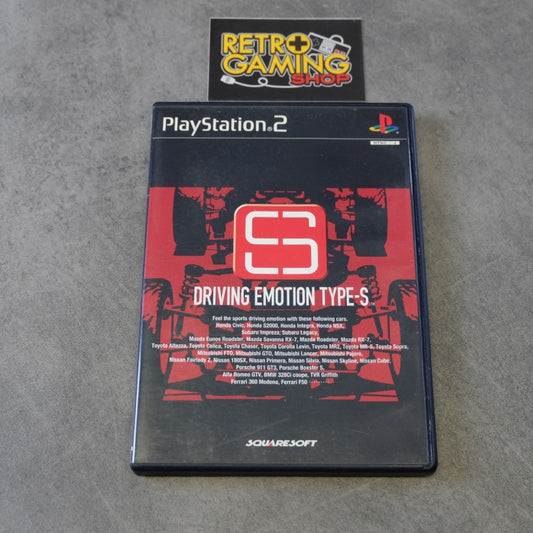 RETRO
GAMING
SHOP
PlayStation.2
NTSC J
S
DRIVING EMOTION TYPE-S
Feel the sports driving emotion with these following cars.
Honda Civic, Honda S2000, Honda Integra, Honda NSX,
Subaru Impreza, Subaru Legacy,
Mazda Eunos Roadster, Mazda Savanna RX-7, Mazda Roadster, Mazda RX-7,
Toyota Altezza, Toyota Celica, Toyota Chaser, Toyota Corolla Levin, Toyota MR2, Toyota MR-S, Toyota Supra,
Mitsubishi FTO, Mitsubishi GTO, Mitsubishi Lancer, Mitsubishi Pajero,
Nissan Fairlady Z, Nissan 180SX, Nissan Primera, Nissan Silvia, Nissan Skyline, Nissan Cube,
Porsche 911 GT3, Porsche Boxster S,
Alfa Romeo GTV, BMW 328Ci coupe, TVR Griffith
Ferrari 360 Modena, Ferrari F50 ··········
SQUARESOFT